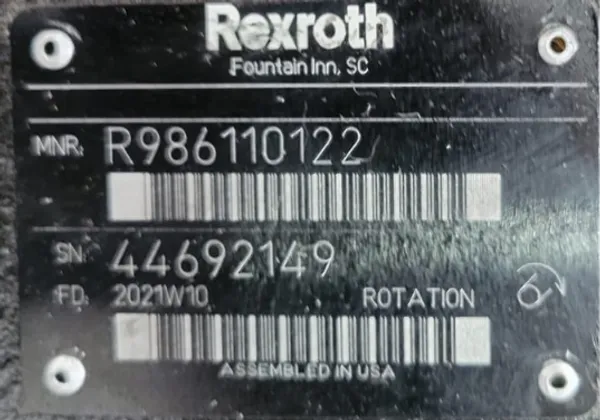 Rexroth
Fountain Inn, SC
MNR: R986110122
SN: 44692149
FD: 2021W10 ROTATION
ASSEMBLED IN USA